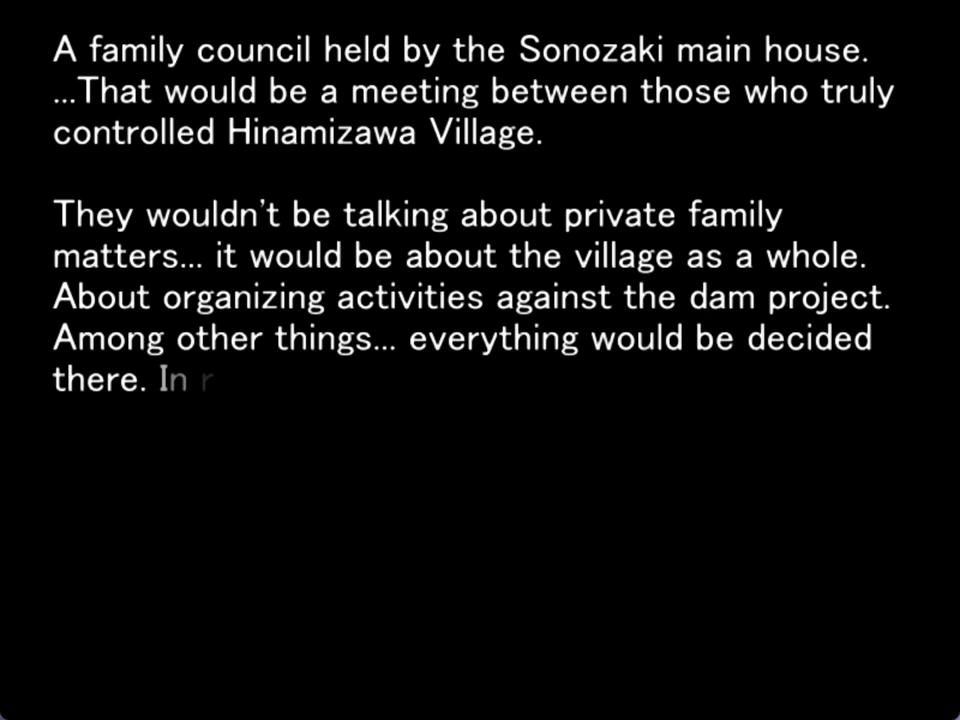 A family council held by the Sonozaki main house.
...That would be a meeting between those who truly
controlled Hinamizawa Village.
They wouldn't be talking about private family
matters... it would be about the village as a whole.
About organizing activities against the dam project.
Among other things... everything would be decided
there. In r